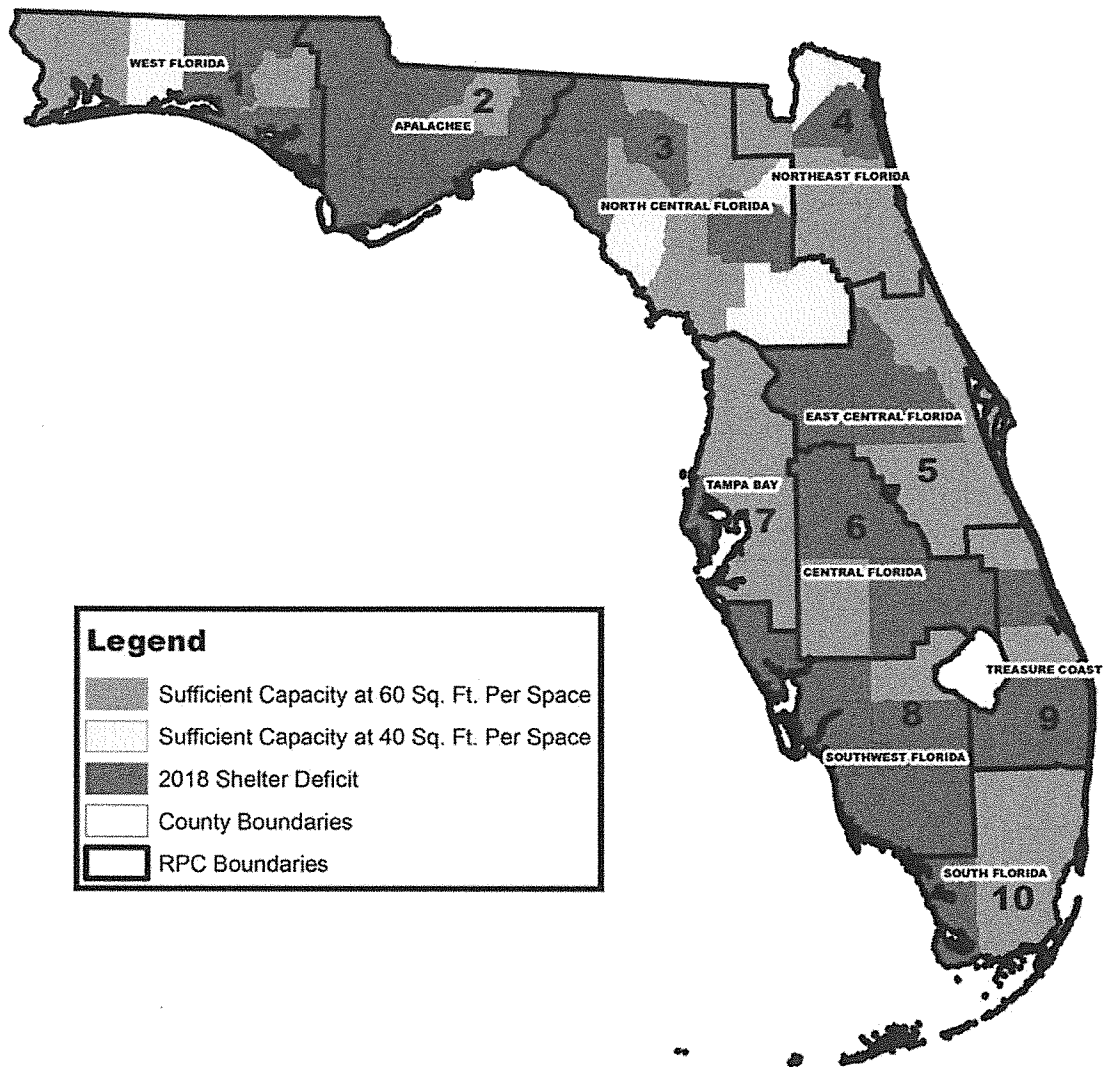 WEST FLORIDA
1
2
APALACHEE
3
4
NORTHEAST FLORIDA
NORTH CENTRAL FLORIDA
EAST CENTRAL FLORIDA
5
TAMPA BAY
7
6
CENTRAL FLORIDA
TREASURE COAST
8
9
SOUTHWEST FLORIDA
SOUTH FLORIDA
10
Legend
Sufficient Capacity at 60 Sq. Ft. Per Space
Sufficient Capacity at 40 Sq. Ft. Per Space
2018 Shelter Deficit
County Boundaries
RPC Boundaries